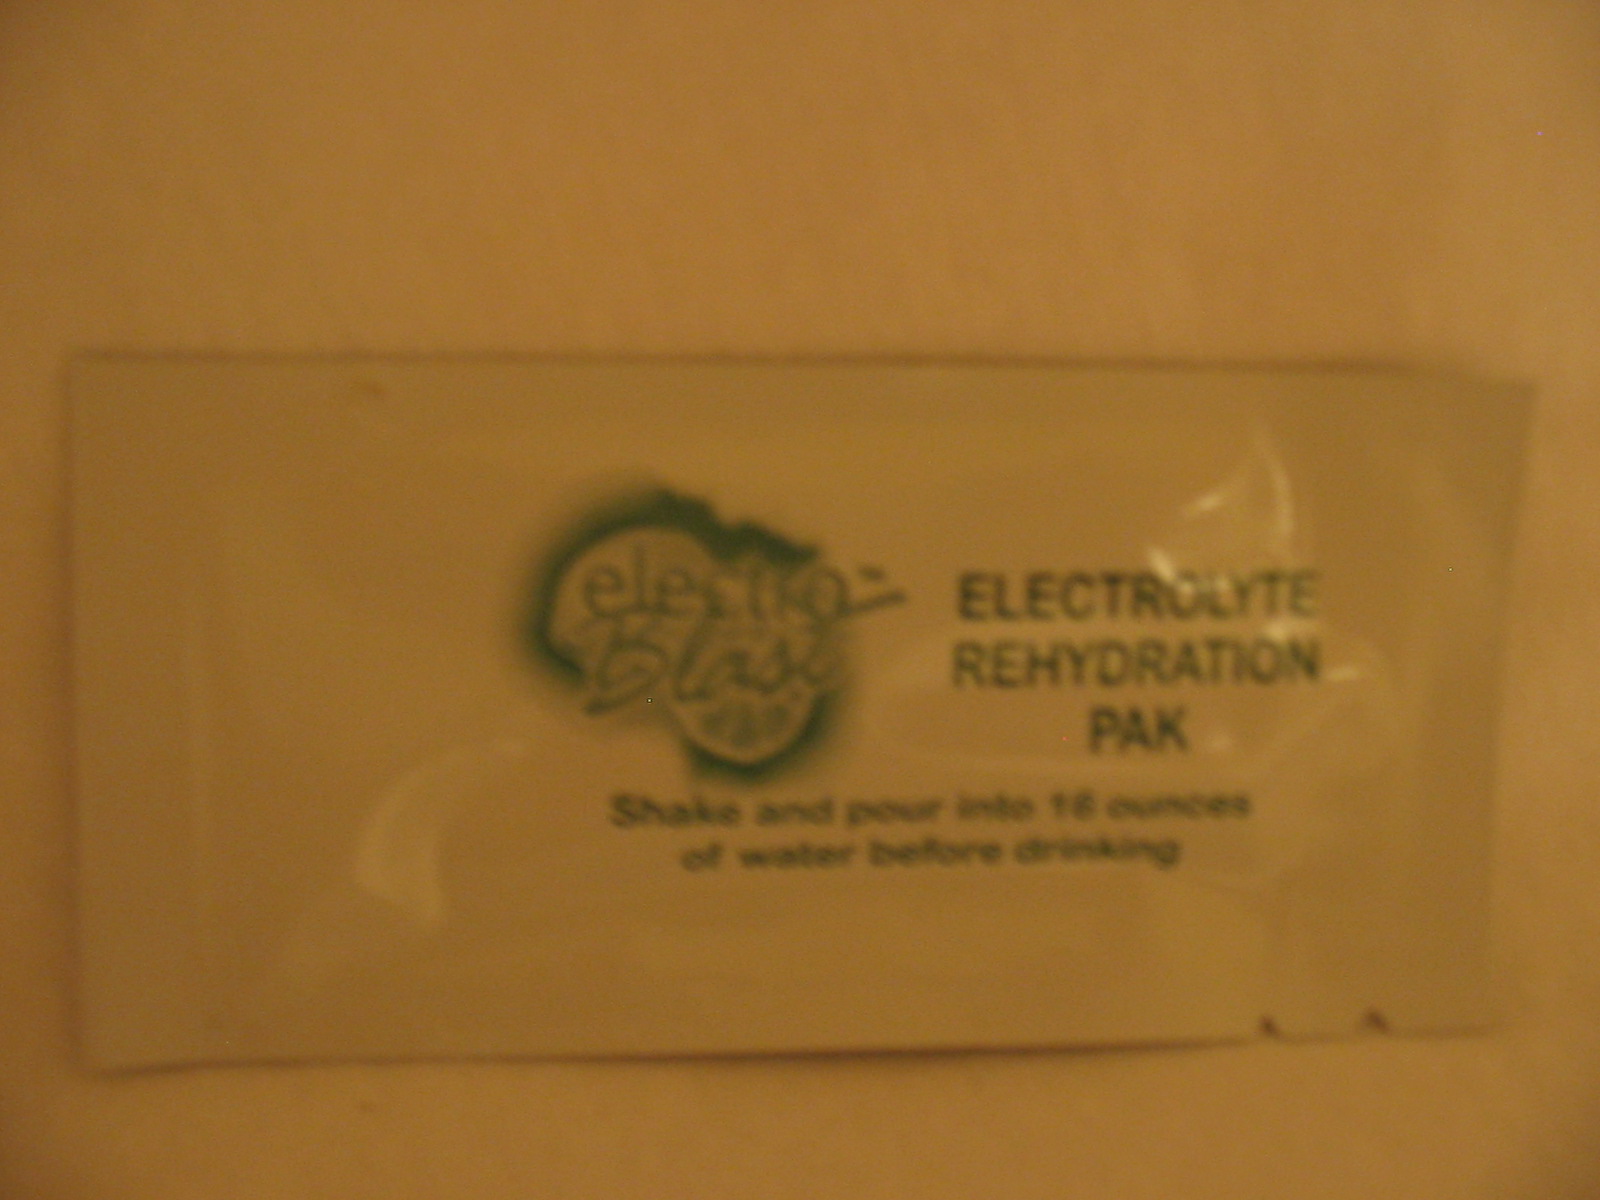 electro
Blast
ELECTROLYTE
REHYDRATION
PAK
Shake and pour into 16 ounces
of water before drinking